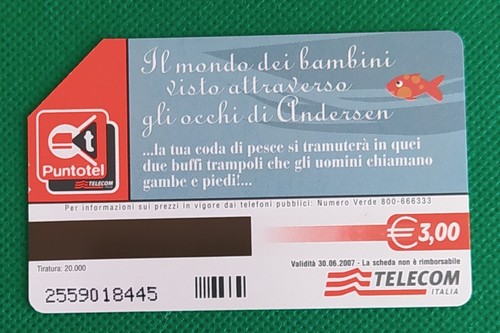 Il mondo dei bambini
visto attraverso
gli occhi di Andersen
...la tua coda di pesce si tramuterà in quei
due buffi trampoli che gli uomini chiamano
gambe e piedi!...
t
Puntotel
TELECOM
ITALIA
Per informazioni sui prezzi in vigore dai telefoni pubblici: Numero Verde 800-666333
€3,00
Validità 30.06.2007 - La scheda non è rimborsabile
Tiratura: 20.000
2559018445
TELECOM
ITALIA